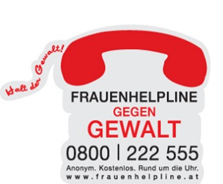 Halt der Gewalt!
FRAUENHELPLINE
GEGEN
GEWALT
0800 | 222 555
Anonym. Kostenlos. Rund um die Uhr.
www.frauenhelpline.at